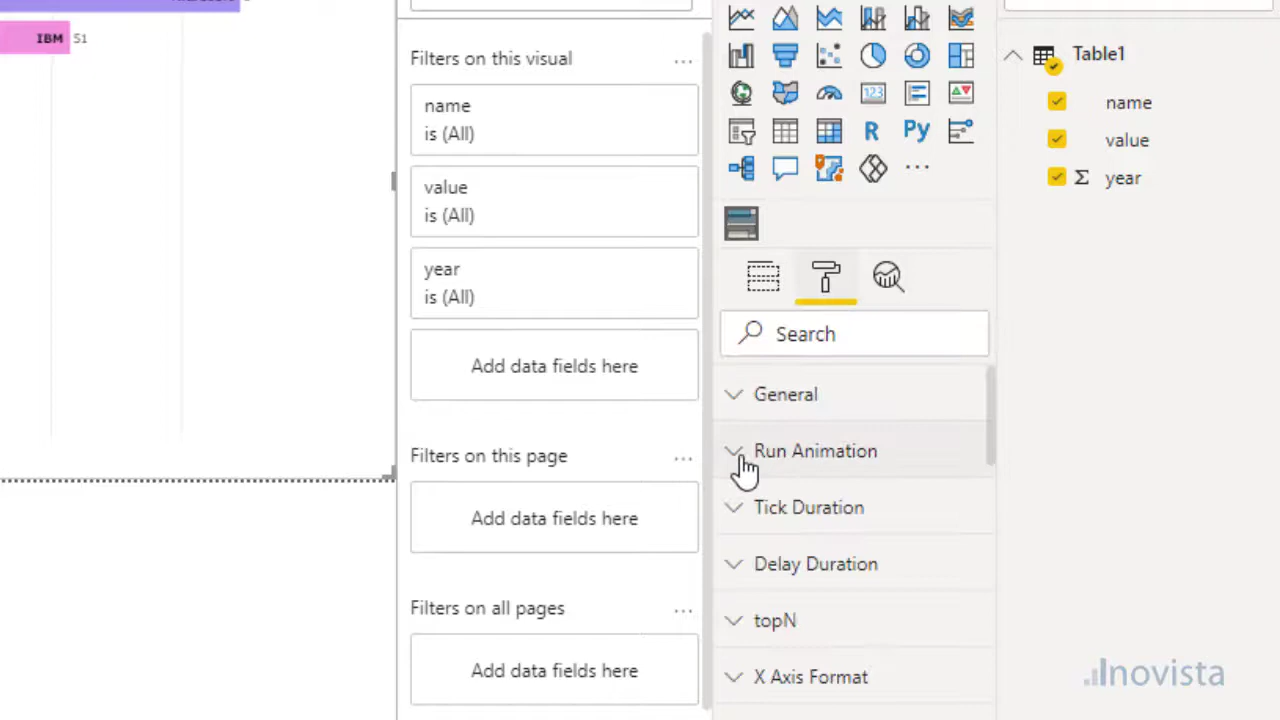 IBM 51
Filters on this visual ...
name
is (All)
value
is (All)
year
is (All)
Add data fields here
Filters on this page ...
Add data fields here
Filters on all pages ...
Add data fields here
123
R Py
...
Search
General
Run Animation
Tick Duration
Delay Duration
topN
X Axis Format
Table1
name
value
Σ year
Inovista